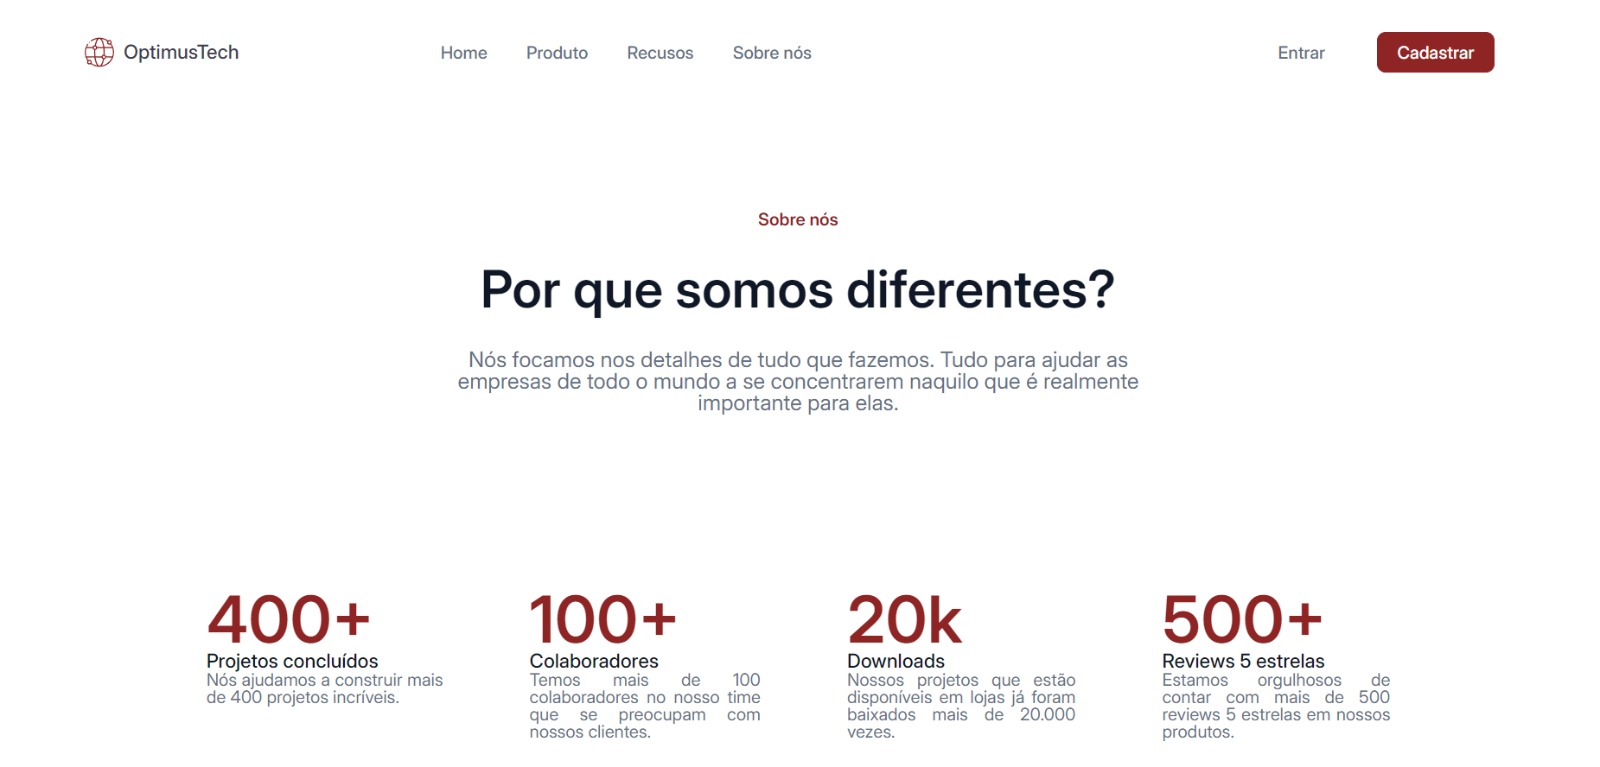 OptimusTech
Home Produto Recusos Sobre nós
Entrar Cadastrar
Sobre nós
Por que somos diferentes?
Nós focamos nos detalhes de tudo que fazemos. Tudo para ajudar as
empresas de todo o mundo a se concentrarem naquilo que é realmente
importante para elas.
400+
Projetos concluídos
Nós ajudamos a construir mais
de 400 projetos incríveis.
100+
Colaboradores
Temos mais de 100
colaboradores no nosso time
que se preocupam com
nossos clientes.
20k
Downloads
Nossos projetos que estão
disponíveis em lojas já foram
baixados mais de 20.000
vezes.
500+
Reviews 5 estrelas
Estamos orgulhosos de
contar com mais de 500
reviews 5 estrelas em nossos
produtos.